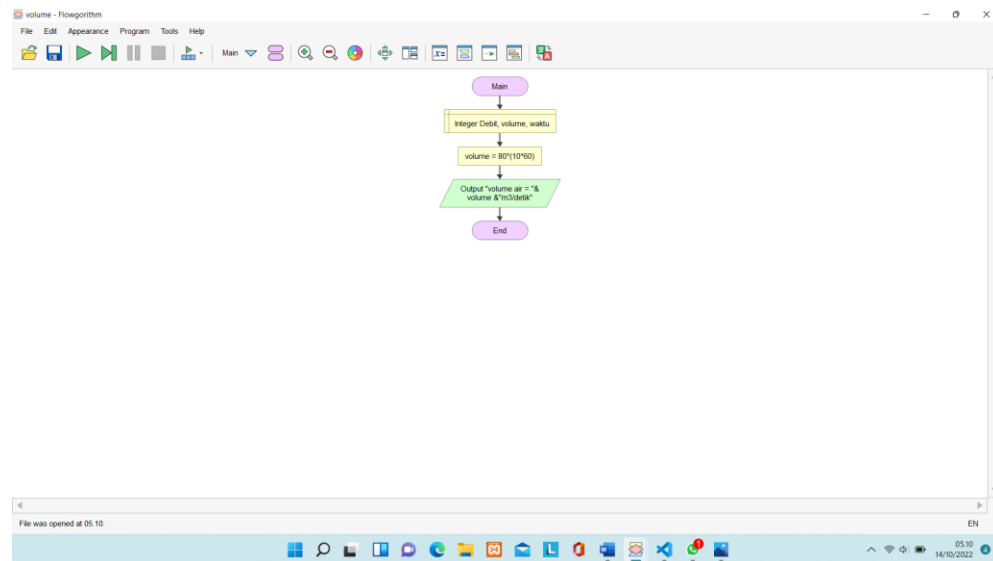 volume - Flowgorithm
File Edit Appearance Program Tools Help
Main
Main
Integer Debit, volume, waktu
volume = 80*(10*60)
Output "volume air = "&
volume &"m3/detik"
End
File was opened at 05.10.
EN
05.10
14/10/2022